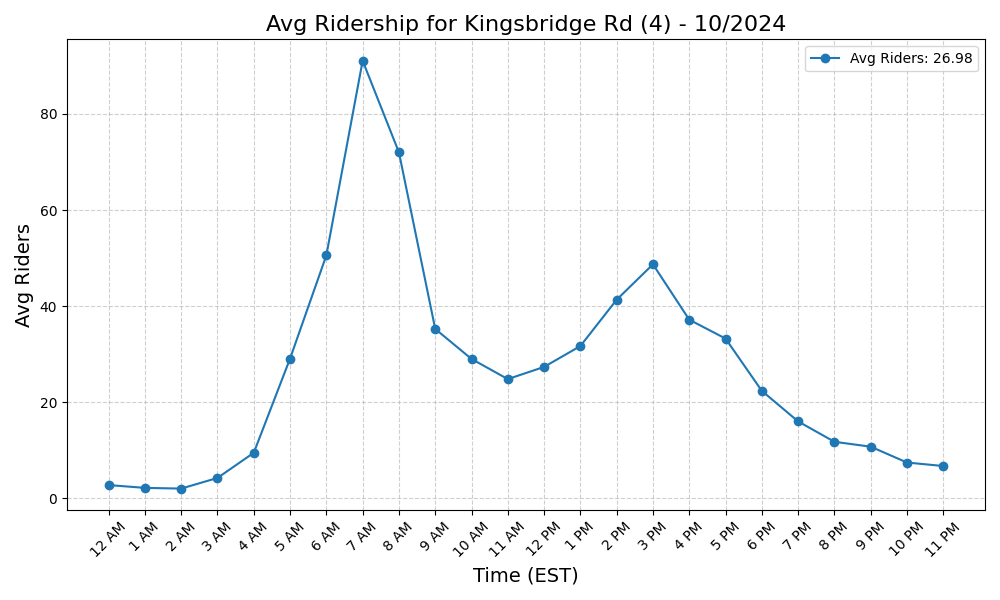 Avg Ridership for Kingsbridge Rd (4) - 10/2024
Avg Riders: 26.98
Avg Riders
80
60
40
20
0
12 AM
1 AM
2 AM
3 AM
4 AM
5 AM
6 AM
7 AM
8 AM
9 AM
10 AM
11 AM
12 PM
1 PM
2 PM
3 PM
4 PM
5 PM
6 PM
7 PM
8 PM
9 PM
10 PM
11 PM
Time (EST)